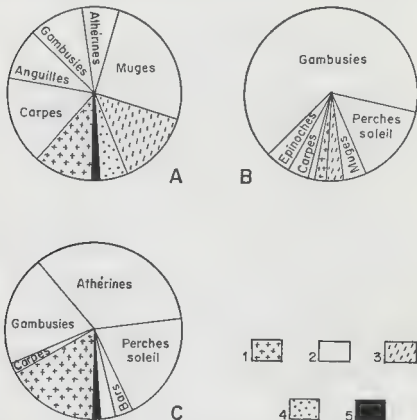 Athérines
Gambusies
Muges
Anguilles
Carpes
A
Gambusies
Perches
soleil
Muges
Carpes
Epinoches
B
Athérines
Gambusies
Perches
soleil
Carpes
Bars
C
1
2
3
4
5